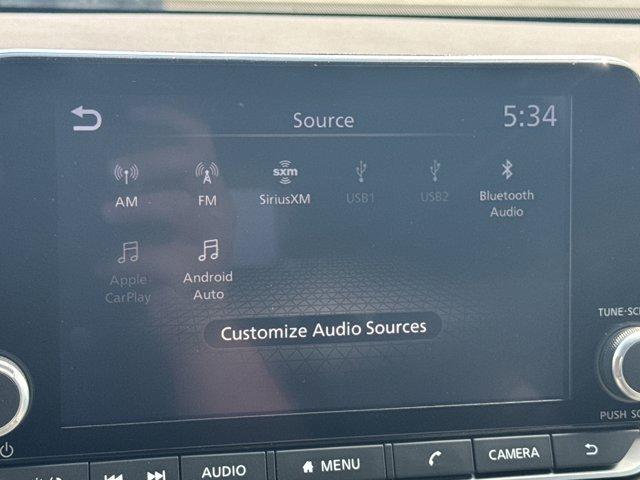 Source
5:34
AM
FM
sxm
SiriusXM
USB1
USB2
Bluetooth
Audio
Apple
CarPlay
Android
Auto
Customize Audio Sources
TUNE·SC
PUSH SO
AUDIO
MENU
CAMERA